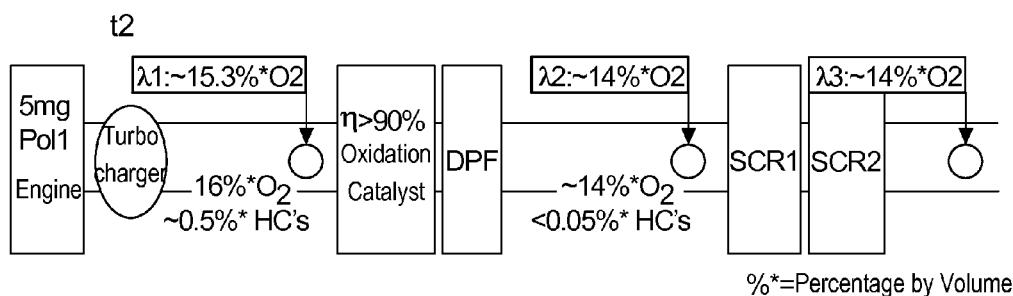 t2
λ1:~15.3%*O2
λ2:~14%*O2
λ3:~14%*O2
5mg
Pol1
Engine
Turbo
charger
16%*O₂
~0.5%* HC's
η>90%
Oxidation
Catalyst
DPF
~14%*O₂
<0.05%* HC's
SCR1
SCR2
%*=Percentage by Volume